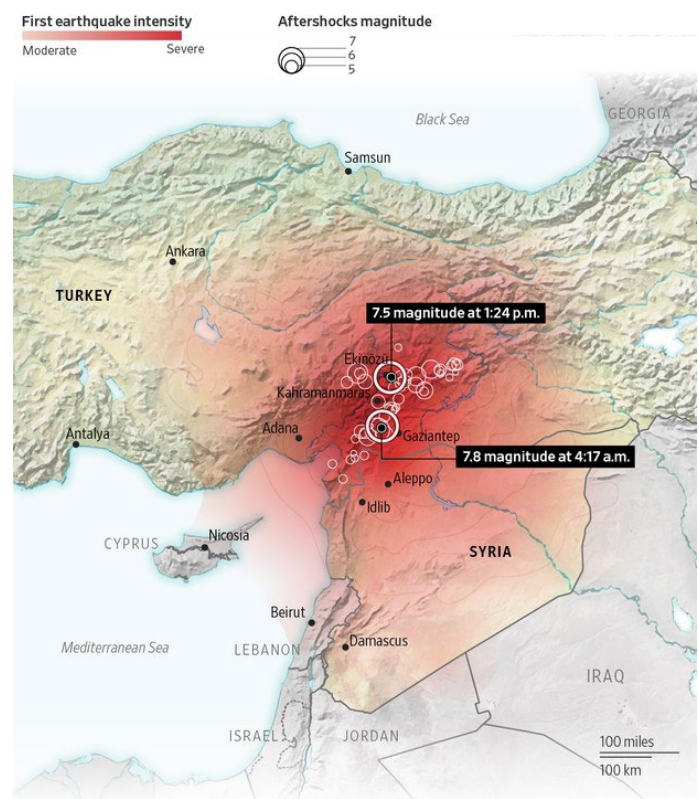 First earthquake intensity
Moderate
Severe
Aftershocks magnitude
7
6
5
Black Sea
GEORGIA
Samsun
Ankara
TURKEY
7.5 magnitude at 1:24 p.m.
Ekinözü
Kahramanmaras
Adana
Gaziantep
Antalya
7.8 magnitude at 4:17 a.m.
Aleppo
Idlib
Nicosia
CYPRUS
SYRIA
Beirut
Mediterranean Sea
LEBANON
Damascus
IRAQ
ISRAEL
JORDAN
100 miles
100 km